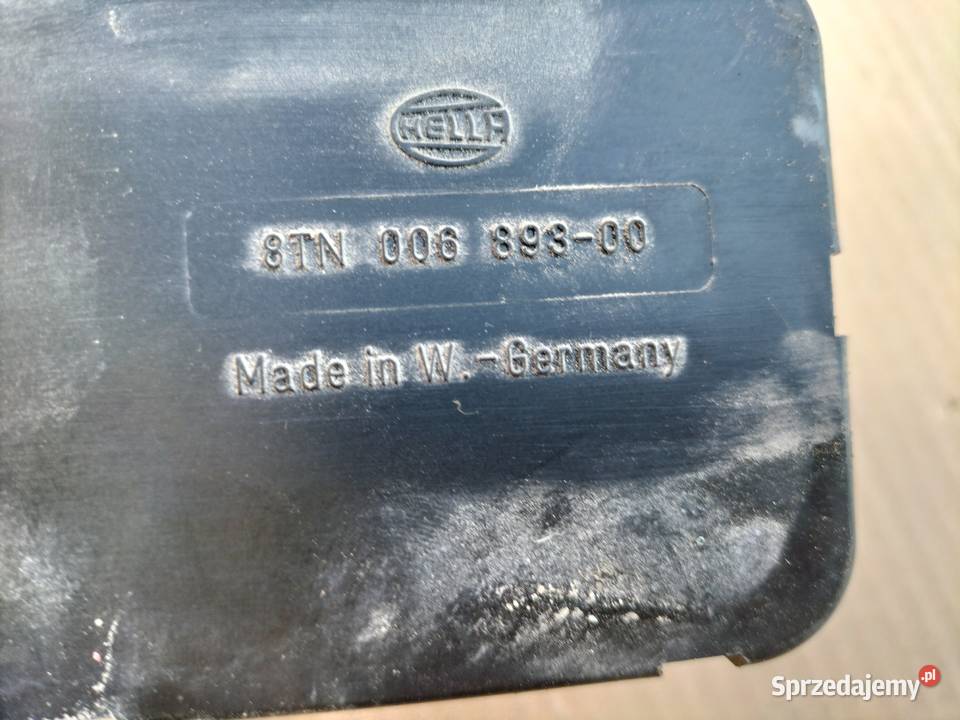 HELLA
8TN 006 893-00
Made in W.-Germany
Sprzedajemy.pl